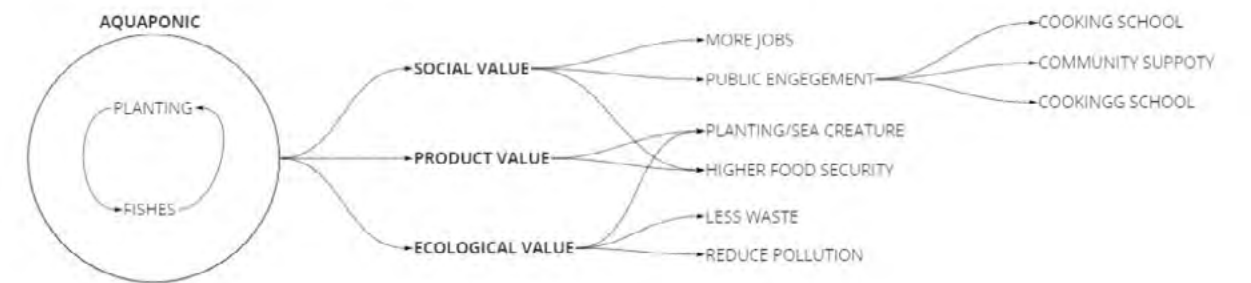 AQUAPONIC
PLANTING
FISHES
SOCIAL VALUE
PRODUCT VALUE
ECOLOGICAL VALUE
MORE JOBS
PUBLIC ENGEGEMENT
PLANTING/SEA CREATURE
HIGHER FOOD SECURITY
LESS WASTE
REDUCE POLLUTION
COOKING SCHOOL
COMMUNITY SUPPOTY
COOKINGG SCHOOL